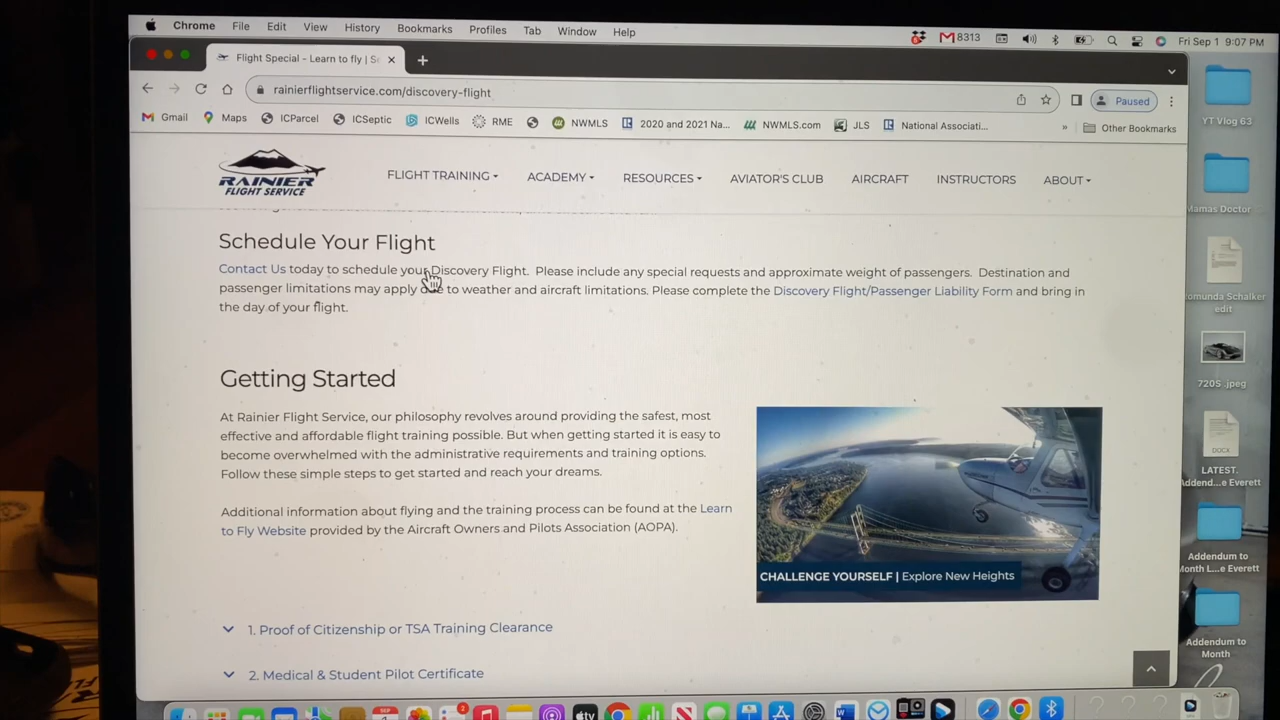 Chrome File Edit View History Bookmarks Profiles Tab Window Help 8313 Fri Sep 1 9:07 PM
Flight Special - Learn to fly | S
rainierflightservice.com/discovery-flight
Paused
Gmail Maps ICParcel ICSeptic ICWells RME NWMLS 2020 and 2021 Na... NWMLS.com JLS National Associati... » Other Bookmarks
RAINIER
FLIGHT SERVICE
FLIGHT TRAINING ACADEMY RESOURCES AVIATOR'S CLUB AIRCRAFT INSTRUCTORS ABOUT
Schedule Your Flight
Contact Us today to schedule your Discovery Flight. Please include any special requests and approximate weight of passengers. Destination and
passenger limitations may apply to weather and aircraft limitations. Please complete the Discovery Flight/Passenger Liability Form and bring in
the day of your flight.
Getting Started
At Rainier Flight Service, our philosophy revolves around providing the safest, most
effective and affordable flight training possible. But when getting started it is easy to
become overwhelmed with the administrative requirements and training options.
Follow these simple steps to get started and reach your dreams.
Additional information about flying and the training process can be found at the Learn
to Fly Website provided by the Aircraft Owners and Pilots Association (AOPA).
CHALLENGE YOURSELF | Explore New Heights
1. Proof of Citizenship or TSA Training Clearance
2. Medical & Student Pilot Certificate
YT Vlog 63
Mamas Doctor
omunda Schalker
edit
720S .jpeg
DOCX
LATEST.
Addend...e Everett
Addendum to
Month L...e Everett
Addendum to
Month
tv